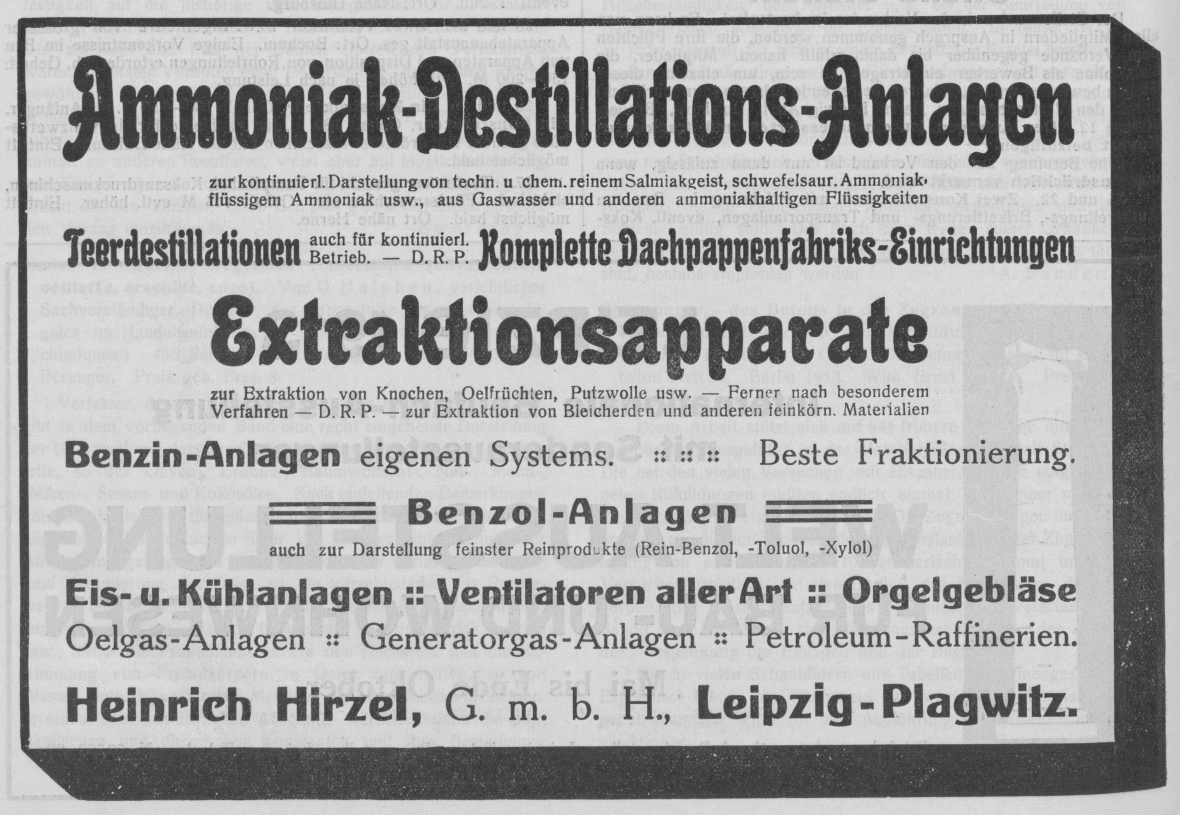 Ammoniak-Destillations-Anlagen
zur kontinuierl. Darstellung von techn. u chem. reinem Salmiakgeist, schwefelsaur. Ammoniak,
flüssigem Ammoniak usw., aus Gaswasser und anderen ammoniakhaltigen Flüssigkeiten
Teerdestillationen auch für kontinuierl. Betrieb. — D. R. P. Komplette Dachpappenfabriks-Einrichtungen
Extraktionsapparate
zur Extraktion von Knochen, Oelfrüchten, Putzwolle usw. — Ferner nach besonderem
Verfahren — D. R. P. — zur Extraktion von Bleicherden und anderen feinkörn. Materialien
Benzin-Anlagen eigenen Systems. :: :: :: Beste Fraktionierung.
Benzol-Anlagen
auch zur Darstellung feinster Reinprodukte (Rein-Benzol, -Toluol, -Xylol)
Eis- u. Kühlanlagen :: Ventilatoren aller Art :: Orgelgebläse
Oelgas-Anlagen :: Generatorgas-Anlagen :: Petroleum-Raffinerien.
Heinrich Hirzel, G. m. b. H., Leipzig-Plagwitz.